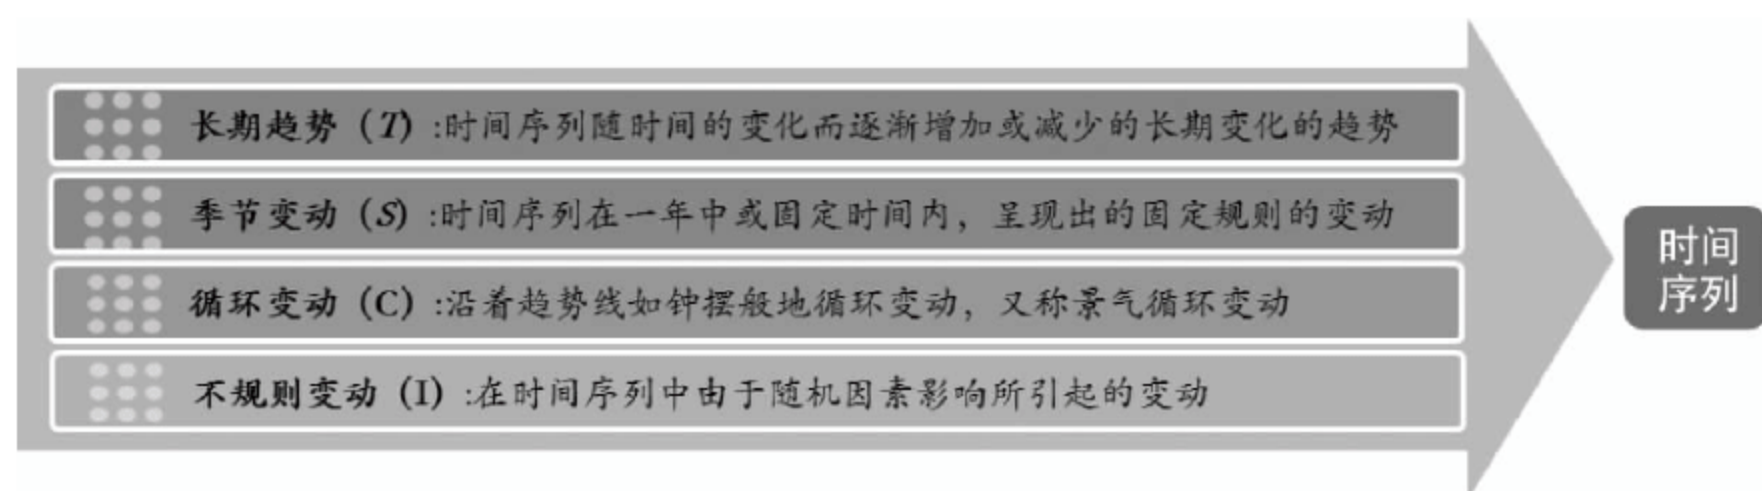 长期趋势（T）:时间序列随时间的变化而逐渐增加或减少的长期变化的趋势
季节变动（S）:时间序列在一年中或固定时间内，呈现出的固定规则的变动
循环变动（C）:沿着趋势线如钟摆般地循环变动，又称景气循环变动
不规则变动（I）:在时间序列中由于随机因素影响所引起的变动
时间
序列